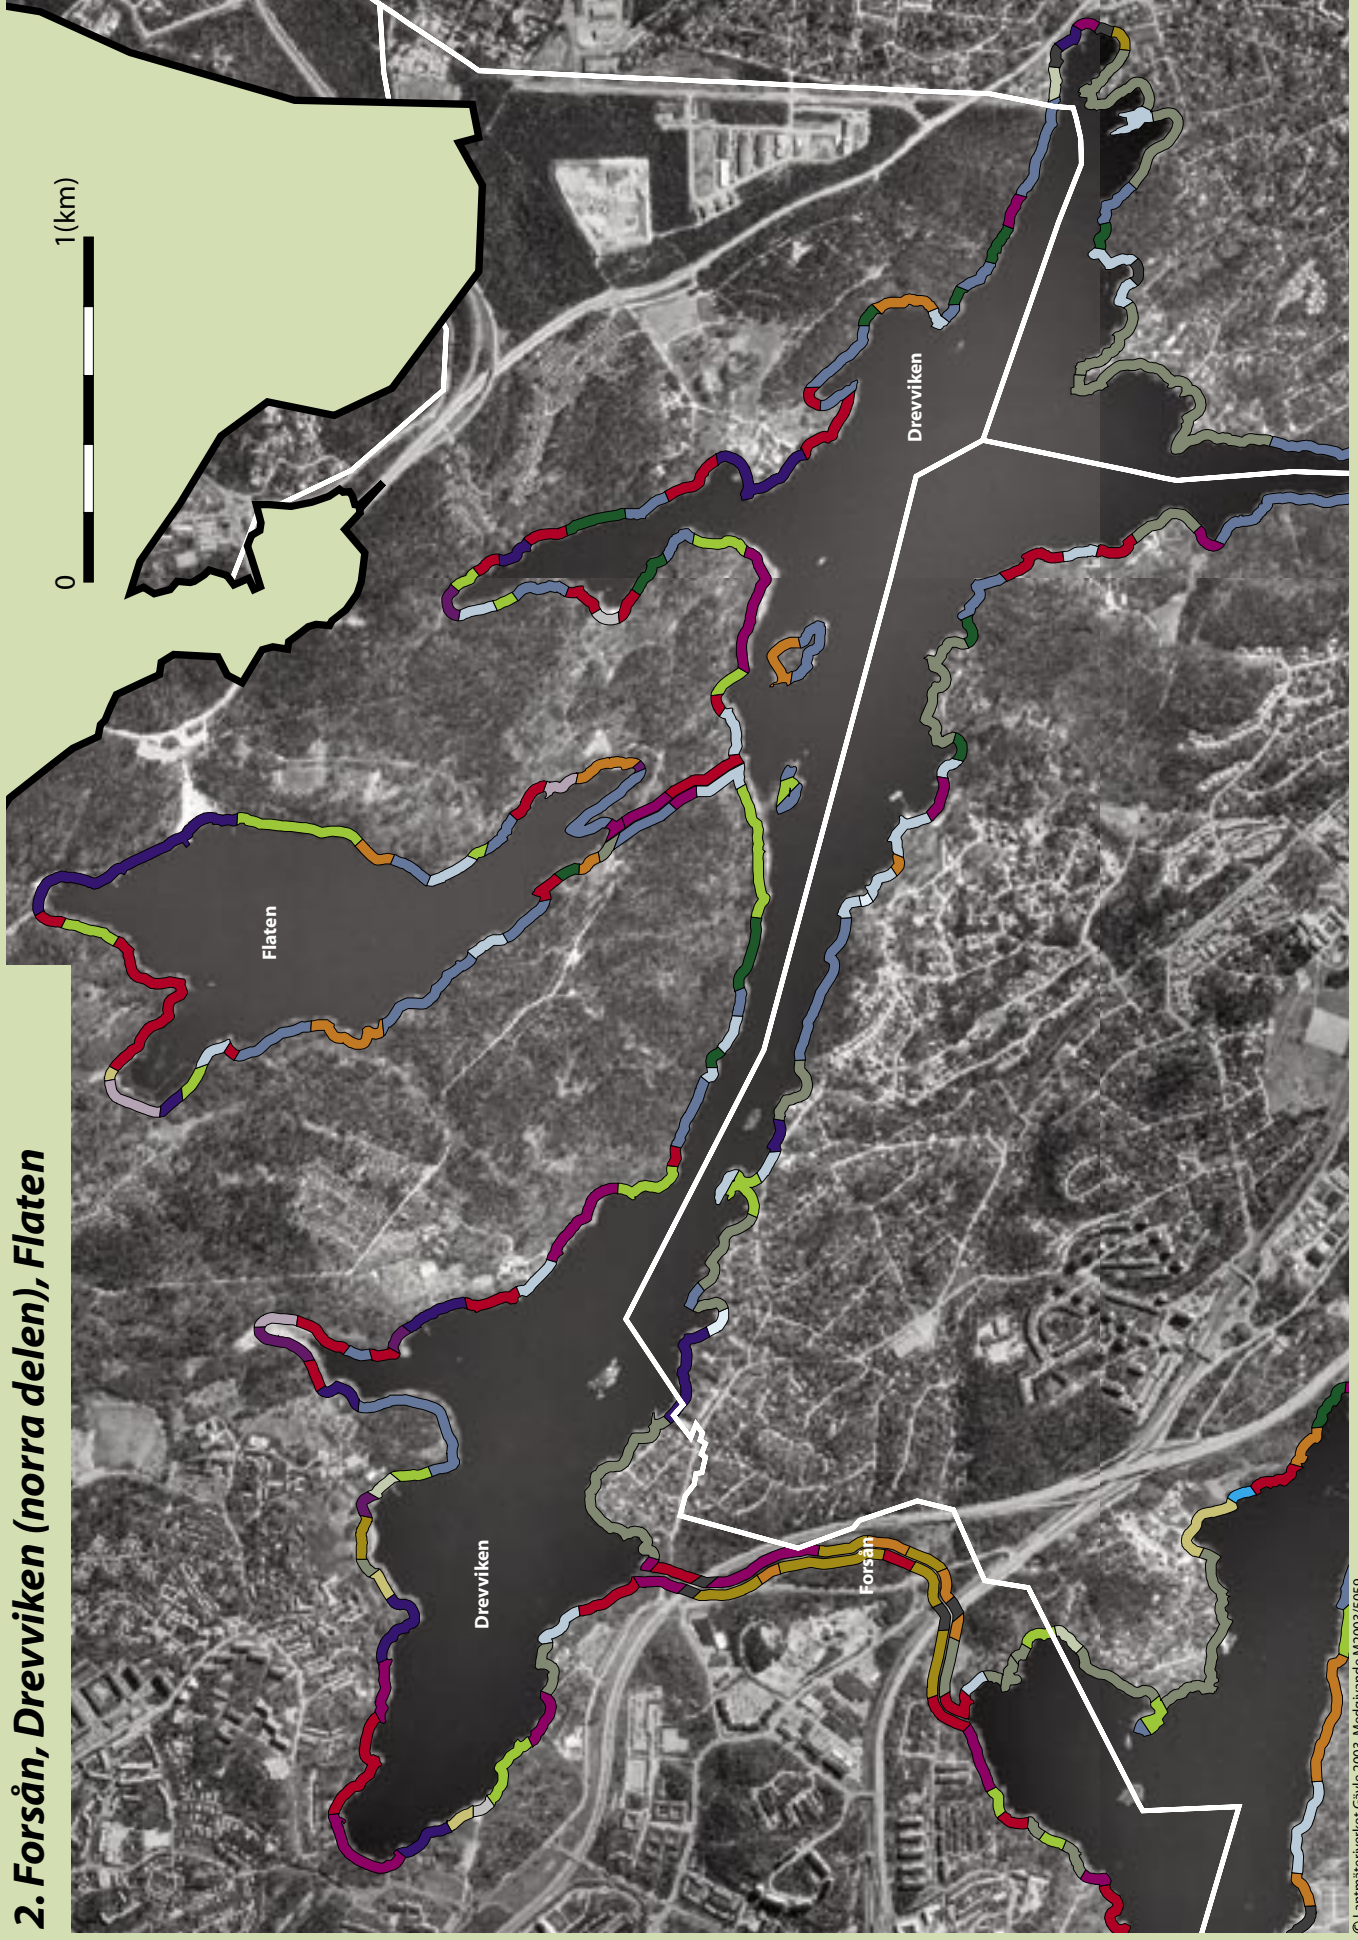 2. Forsån, Drevviken (norra delen), Flaten
0
1(km)
Flaten
Drevviken
Drevviken
Forsån